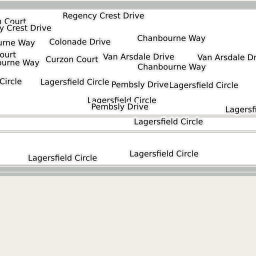 Regency Crest Drive
Court
y Crest Drive
Chanbourne Way
urne Way
Colonade Drive
ourt
Van Arsdale Drive
Van Arsdale Dr
Curzon Court
ourne Way
Chanbourne Way
Circle
Lagersfield Circle
Pembsly Drive
Lagersfield Circle
Lagersfield Circle
Pembsly Drive
Lagersfi
Lagersfield Circle
Lagersfield Circle
Lagersfield Circle